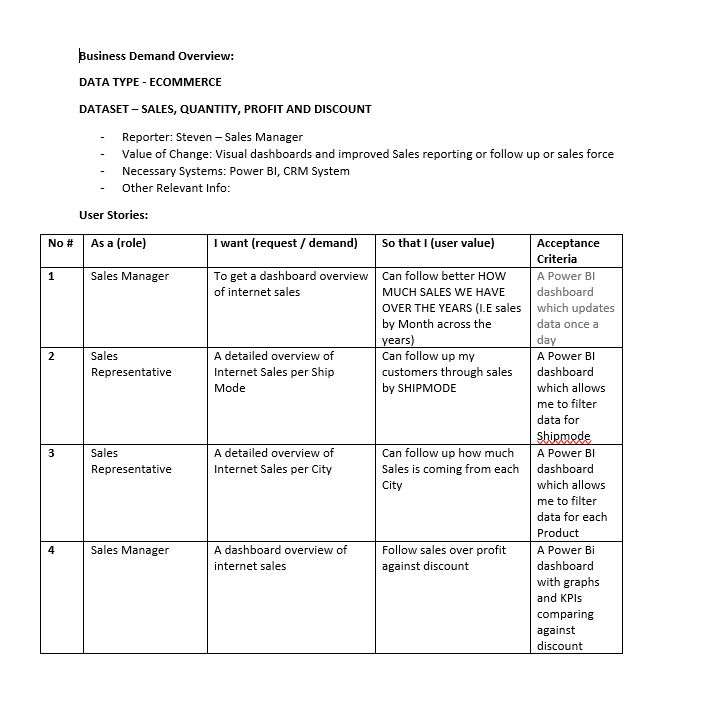 Business Demand Overview:
DATA TYPE - ECOMMERCE
DATASET – SALES, QUANTITY, PROFIT AND DISCOUNT
- Reporter: Steven – Sales Manager
- Value of Change: Visual dashboards and improved Sales reporting or follow up or sales force
- Necessary Systems: Power BI, CRM System
- Other Relevant Info:
User Stories:
No #
As a (role)
I want (request / demand)
So that I (user value)
Acceptance
Criteria
1
Sales Manager
To get a dashboard overview
of internet sales
Can follow better HOW
MUCH SALES WE HAVE
OVER THE YEARS (I.E sales
by Month across the
years)
A Power BI
dashboard
which updates
data once a
day
2
Sales
Representative
A detailed overview of
Internet Sales per Ship
Mode
Can follow up my
customers through sales
by SHIPMODE
A Power BI
dashboard
which allows
me to filter
data for
Shipmode
3
Sales
Representative
A detailed overview of
Internet Sales per City
Can follow up how much
Sales is coming from each
City
A Power BI
dashboard
which allows
me to filter
data for each
Product
4
Sales Manager
A dashboard overview of
internet sales
Follow sales over profit
against discount
A Power Bi
dashboard
with graphs
and KPIs
comparing
against
discount